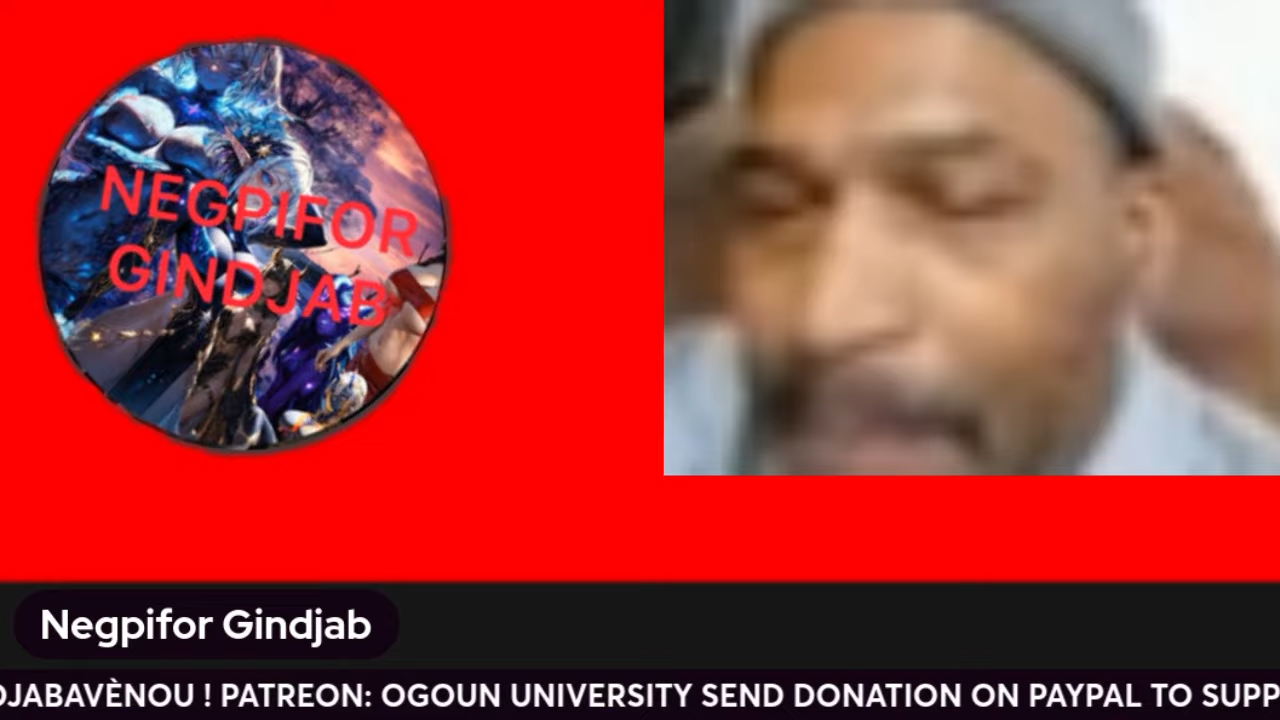 NEGPIFOR
GINDJAB
Negpifor Gindjab
DJABAVÈNOU ! PATREON: OGOUN UNIVERSITY SEND DONATION ON PAYPAL TO SUPP